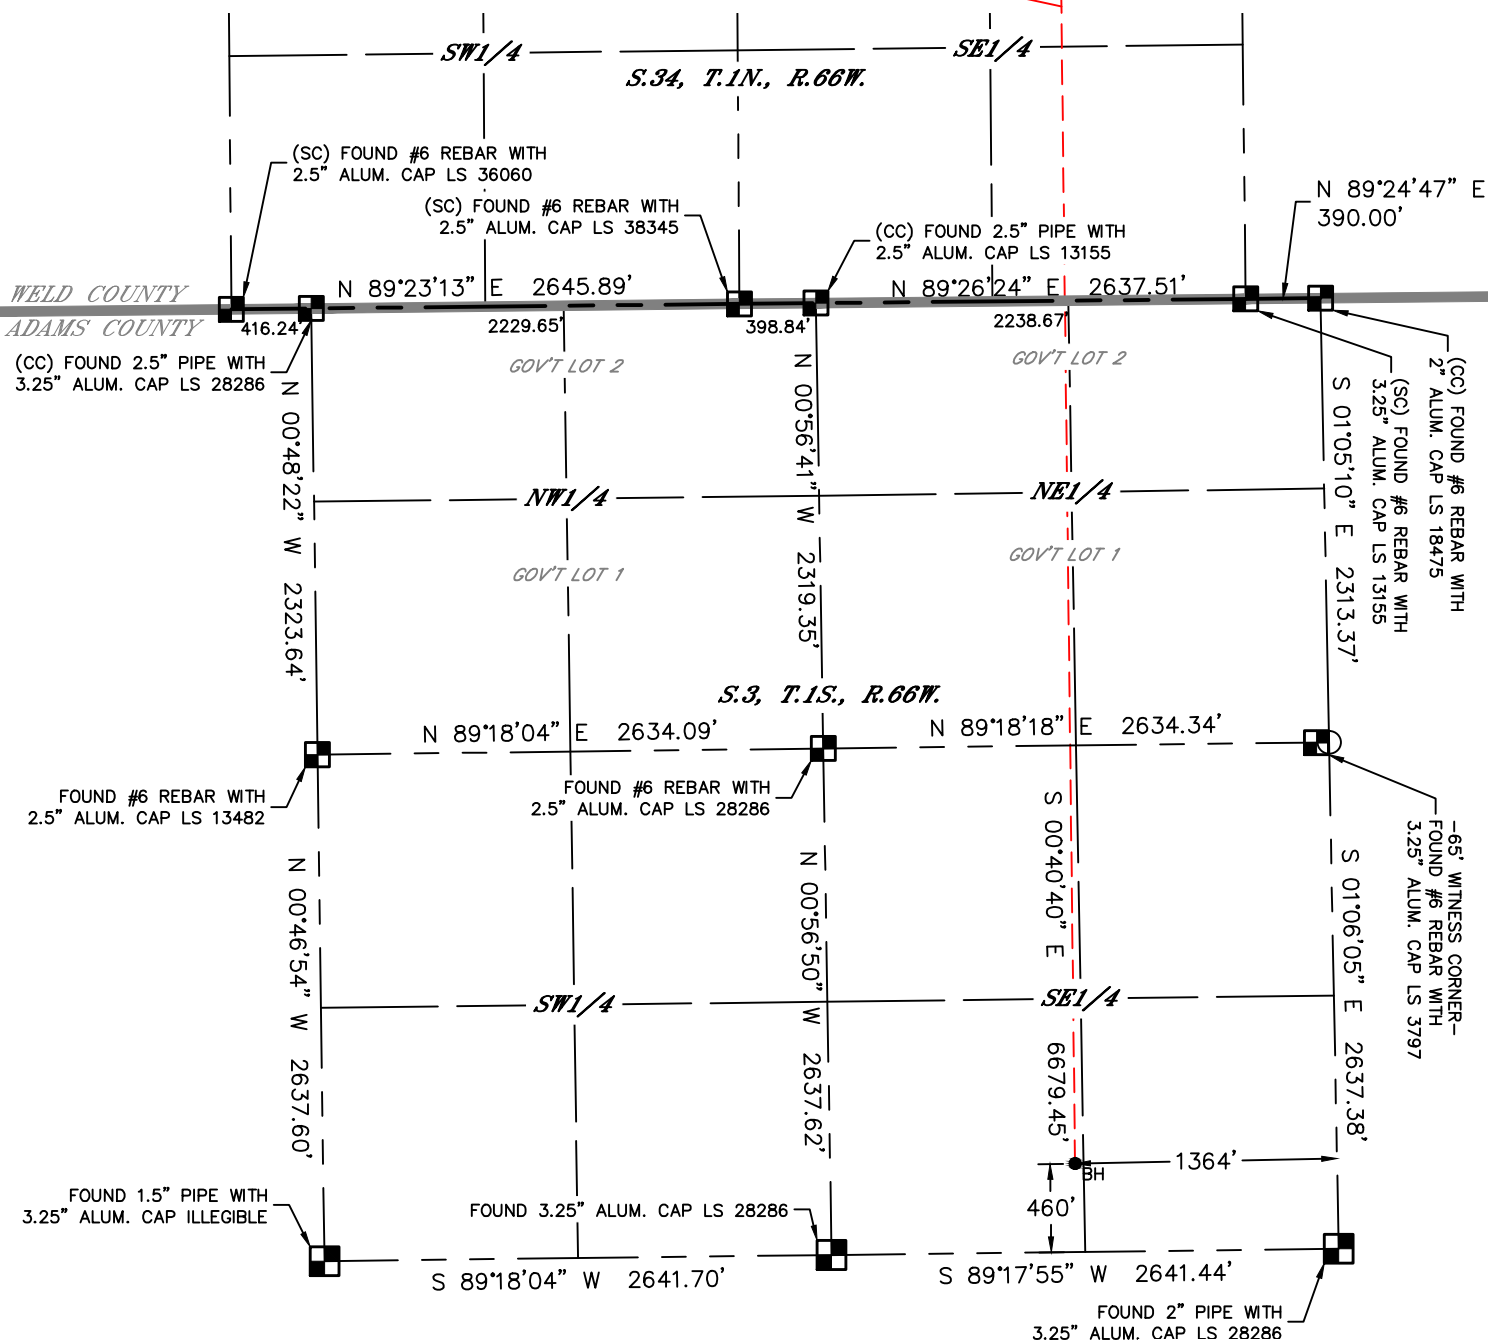 SW1/4
SE1/4
S.34, T.1N., R.66W.
(SC) FOUND #6 REBAR WITH
2.5" ALUM. CAP LS 36060
(SC) FOUND #6 REBAR WITH
2.5" ALUM. CAP LS 38345
(CC) FOUND 2.5" PIPE WITH
2.5" ALUM. CAP LS 13155
N 89°24'47" E
390.00'
WELD COUNTY
ADAMS COUNTY
N 89°23'13" E 2645.89'
N 89°26'24" E 2637.51'
416.24'
2229.65'
398.84'
2238.67'
(CC) FOUND 2.5" PIPE WITH
3.25" ALUM. CAP LS 28286
GOV'T LOT 2
GOV'T LOT 2
(CC) FOUND #6 REBAR WITH
2" ALUM. CAP LS 18475
(SC) FOUND #6 REBAR WITH
3.25" ALUM. CAP LS 13155
N 00°48'22" W 2323.64'
N 00°56'41" W 2319.35'
S 01°05'10" E 2313.37'
NW1/4
NE1/4
GOV'T LOT 1
GOV'T LOT 1
S.3, T.1S., R.66W.
N 89°18'04" E 2634.09'
N 89°18'18" E 2634.34'
FOUND #6 REBAR WITH
2.5" ALUM. CAP LS 13482
FOUND #6 REBAR WITH
2.5" ALUM. CAP LS 28286
-65' WITNESS CORNER-
FOUND #6 REBAR WITH
3.25" ALUM. CAP LS 3797
N 00°46'54" W 2637.60'
N 00°56'50" W 2637.62'
S 00°40'40" E 6679.45'
S 01°06'05" E 2637.38'
SW1/4
SE1/4
1364'
BH
460'
FOUND 1.5" PIPE WITH
3.25" ALUM. CAP ILLEGIBLE
FOUND 3.25" ALUM. CAP LS 28286
S 89°18'04" W 2641.70'
S 89°17'55" W 2641.44'
FOUND 2" PIPE WITH
3.25" ALUM. CAP LS 28286